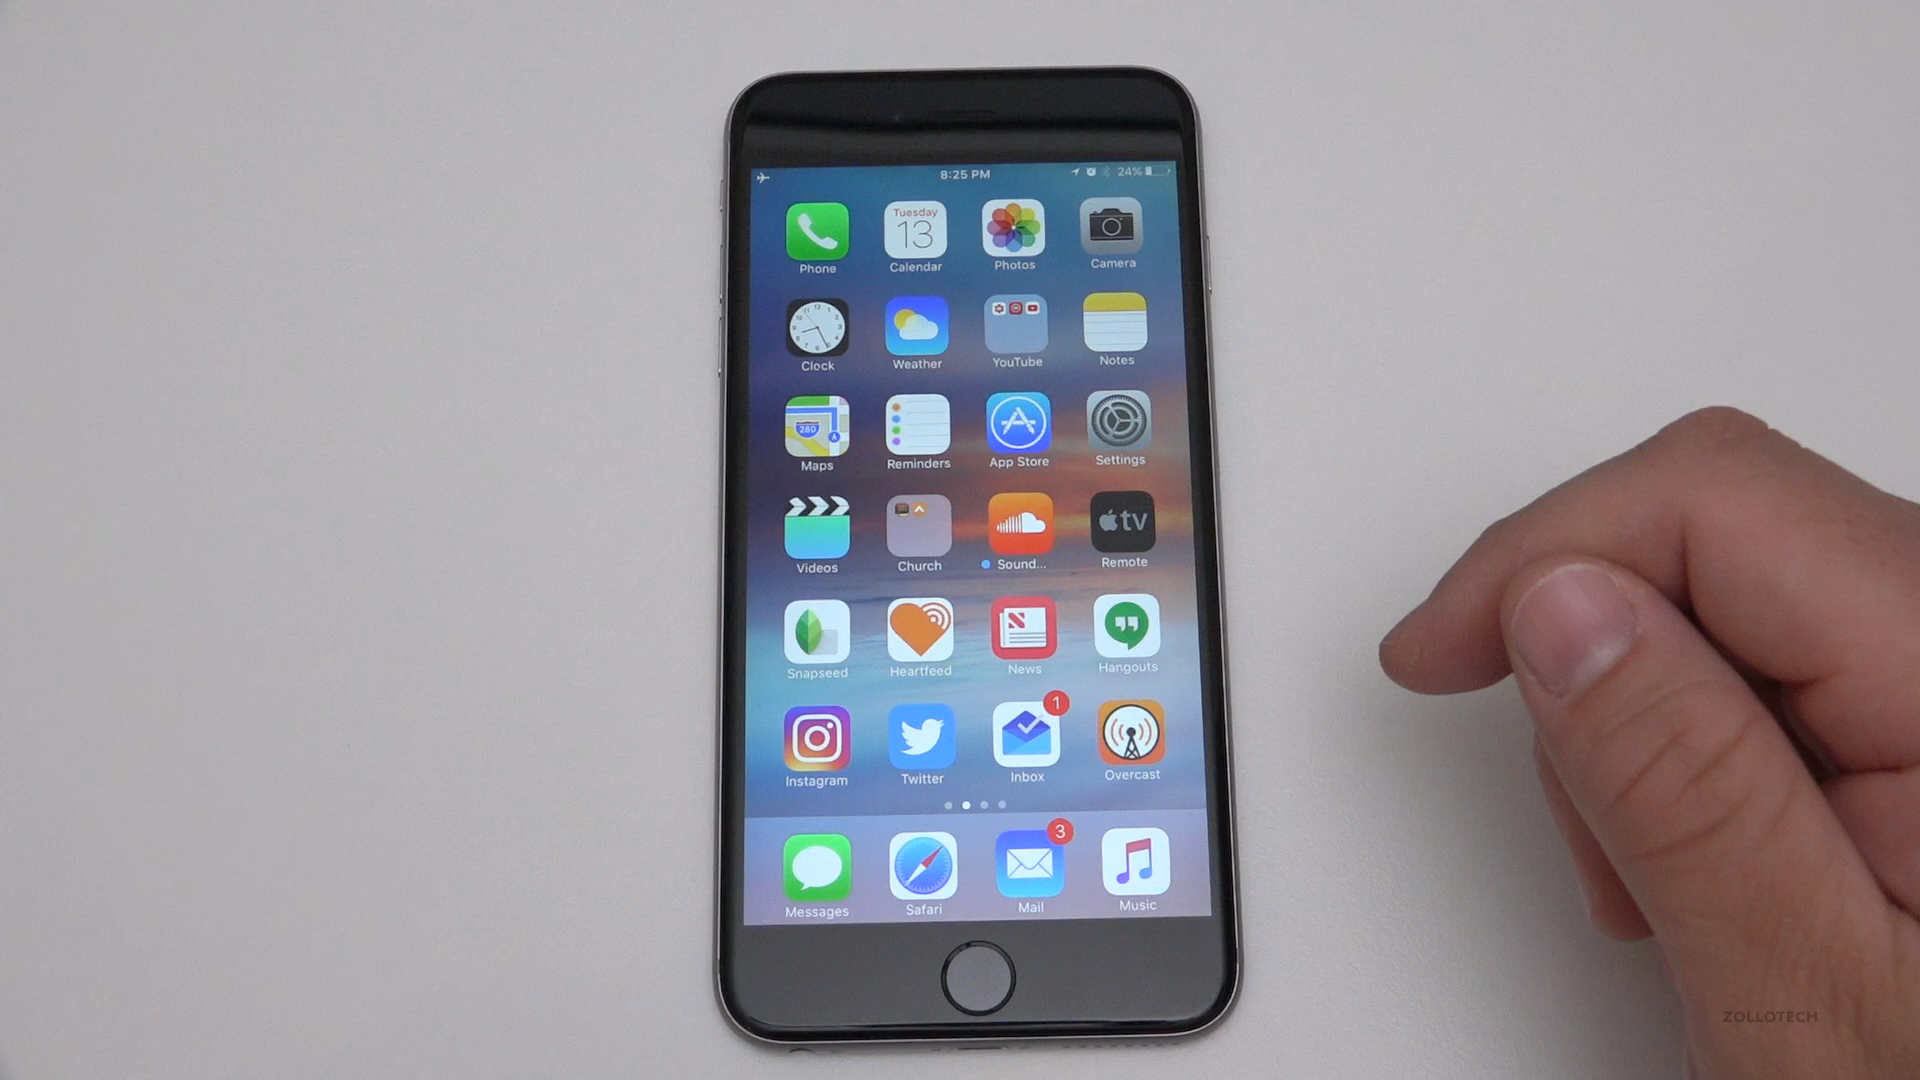 8:25 PM 24%
Tuesday
13
Phone Calendar Photos Camera
Clock Weather YouTube Notes
280
Maps Reminders App Store Settings
tv
Videos Church Sound... Remote
Snapseed Heartfeed News Hangouts
1
Instagram Twitter Inbox Overcast
3
Messages Safari Mail Music
ZOLLOTECH